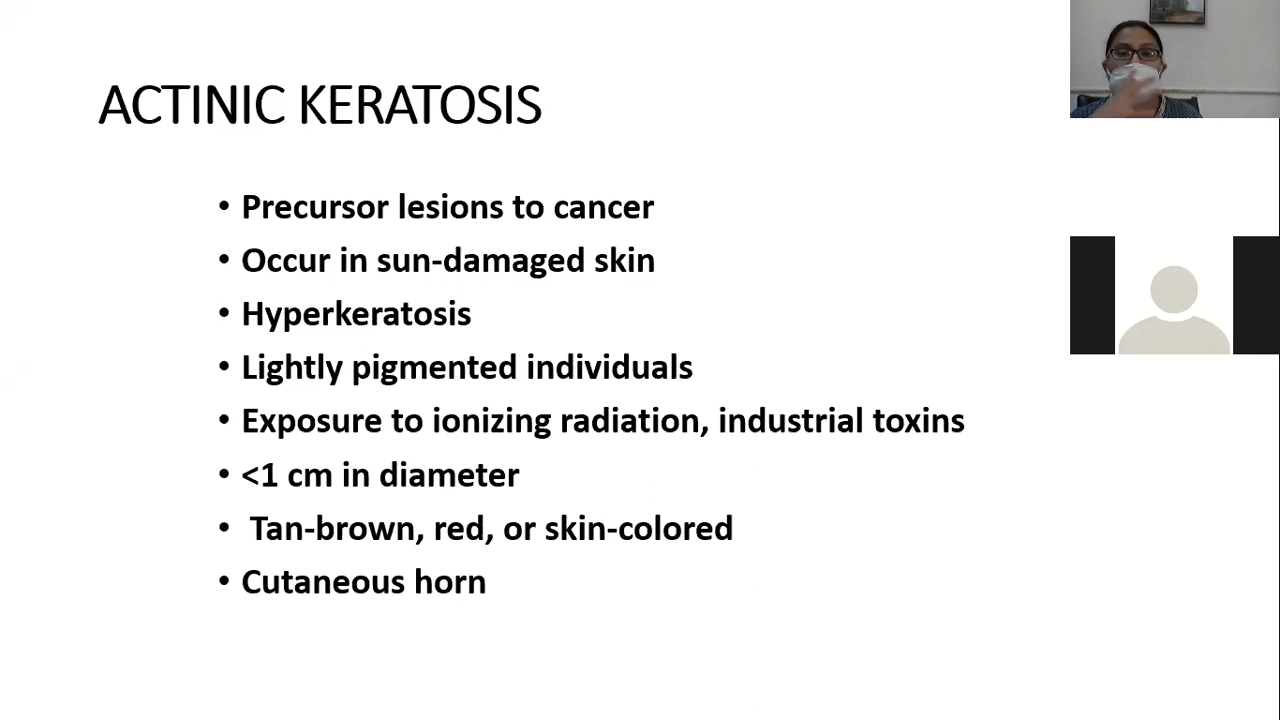 ACTINIC KERATOSIS
• Precursor lesions to cancer
• Occur in sun-damaged skin
• Hyperkeratosis
• Lightly pigmented individuals
• Exposure to ionizing radiation, industrial toxins
• <1 cm in diameter
• Tan-brown, red, or skin-colored
• Cutaneous horn